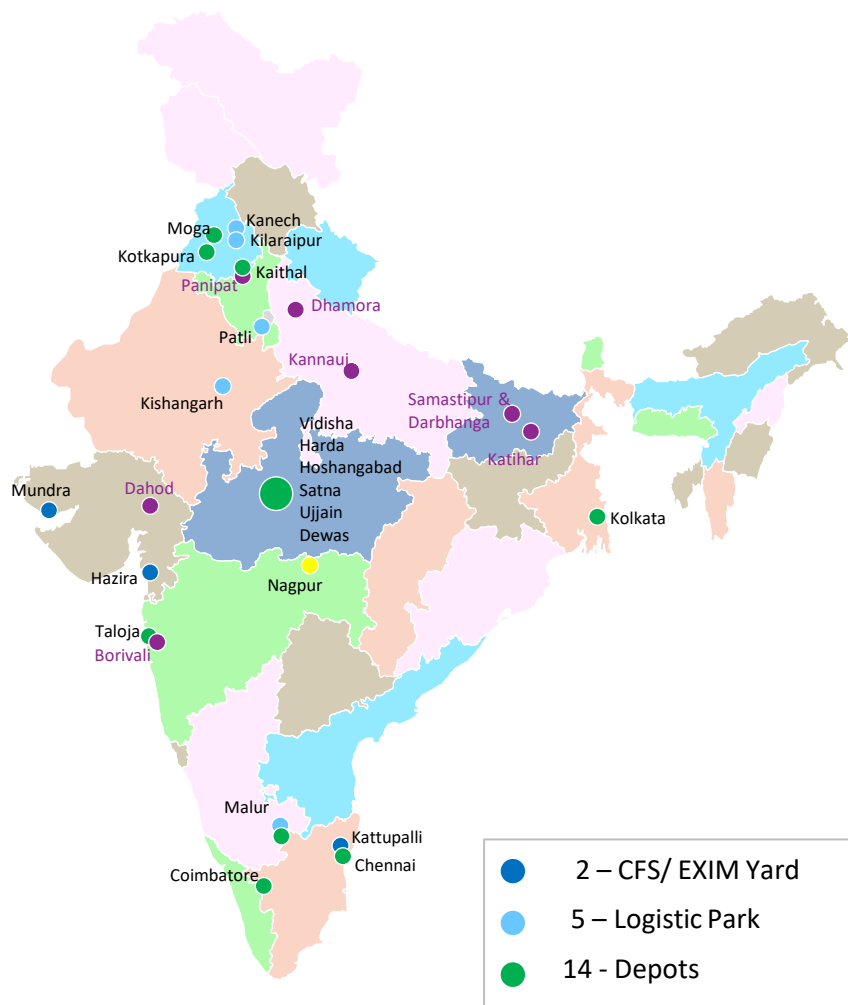 Kanech
Moga
Kilaraipur
Kotkapura
Kaithal
Panipat
Dhamora
Patli
Kannaui
Kishangarh
Samastipur &
Darbhanga
Vidisha
Harda
Hoshangabad
Satna
Ujjain
Dewas
Katihar
Mundra
Dahod
Kolkata
Hazira
Nagpur
Taloja
Borivali
Malur
Kattupalli
Chennai
Coimbatore
2 – CFS/ EXIM Yard
5 – Logistic Park
14 - Depots